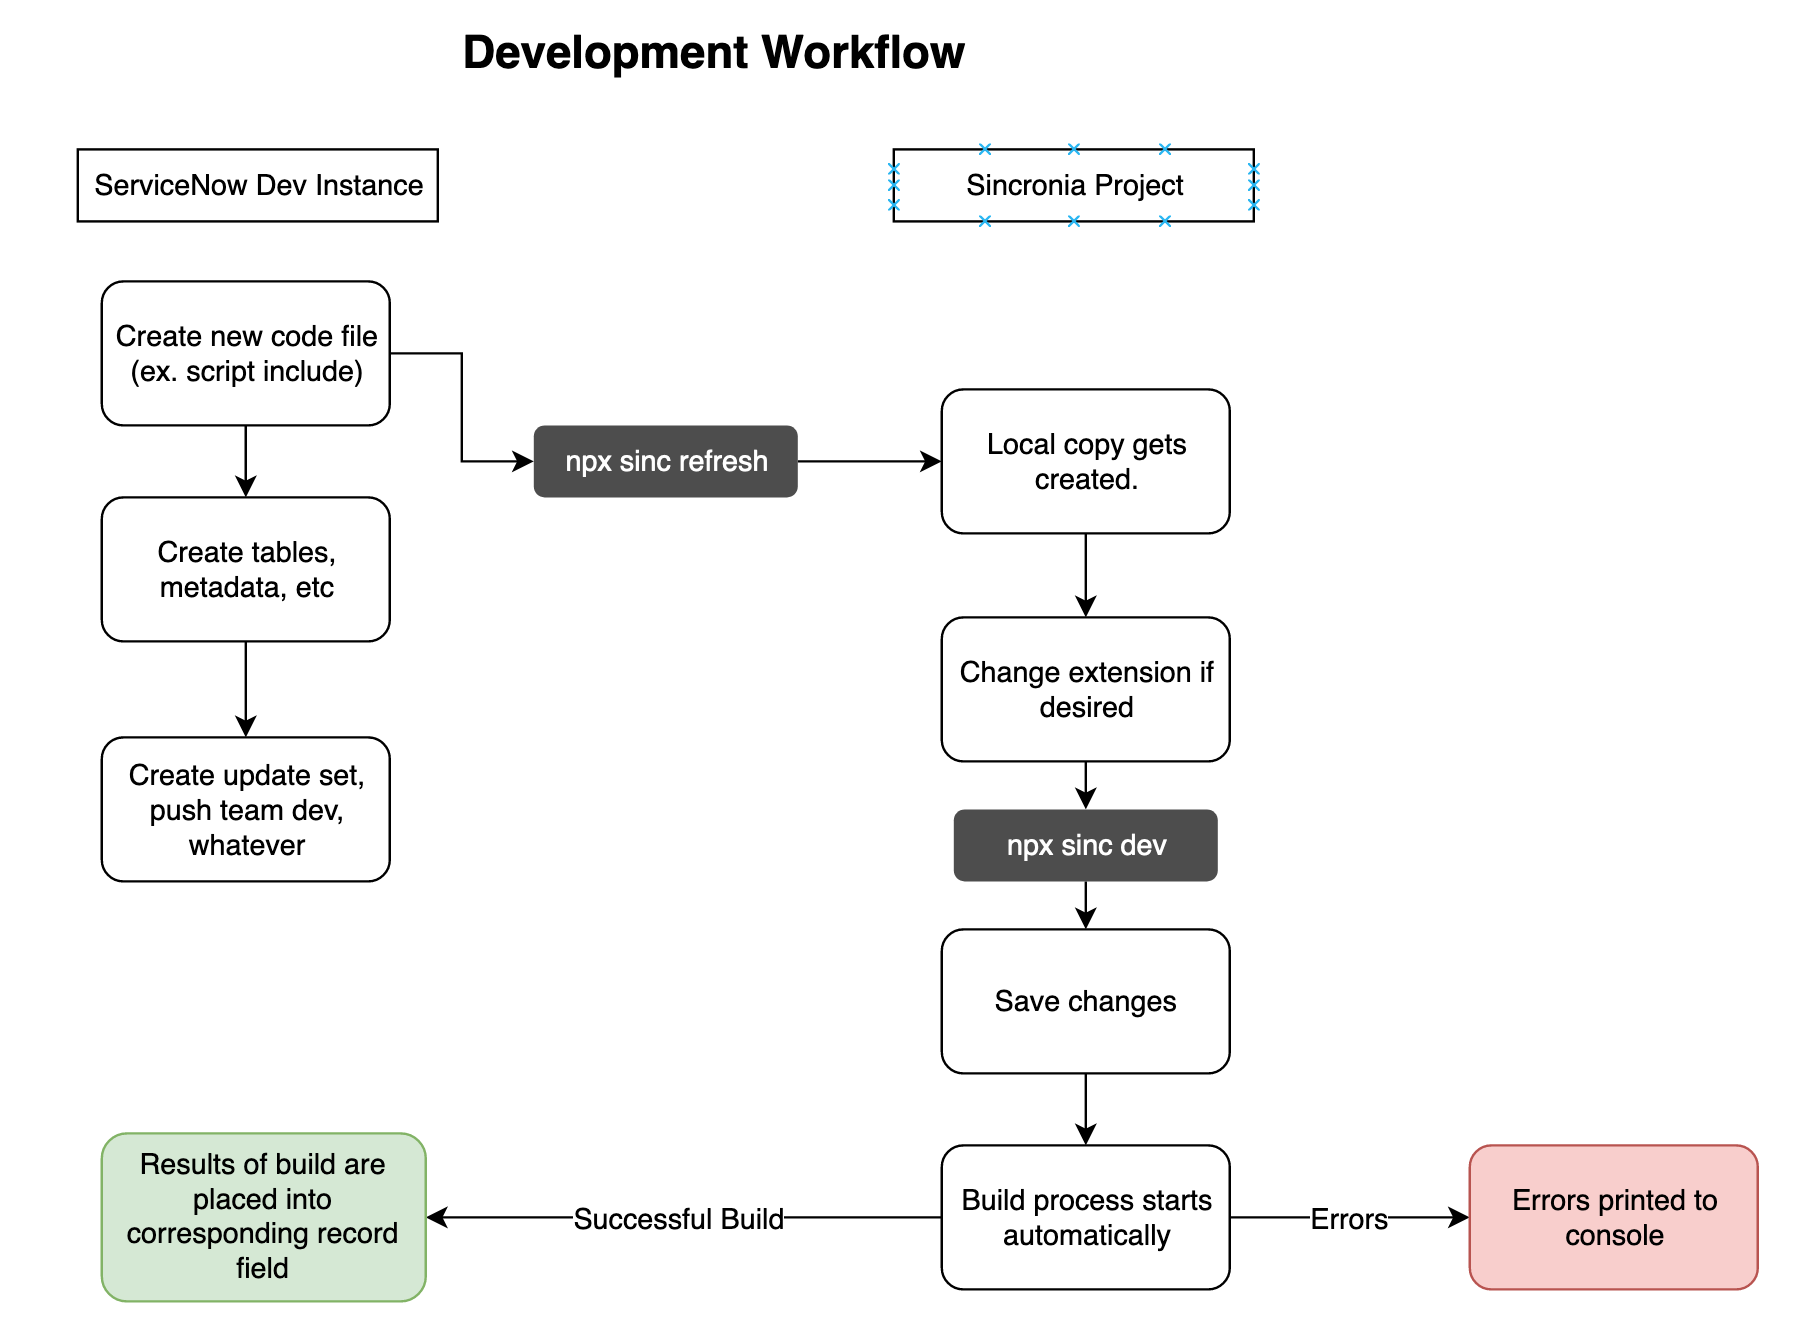 Development Workflow
ServiceNow Dev Instance
Sincronia Project
Create new code file
(ex. script include)
npx sinc refresh
Local copy gets
created.
Create tables,
metadata, etc
Change extension if
desired
Create update set,
push team dev,
whatever
npx sinc dev
Save changes
Results of build are
placed into
corresponding record
field
Successful Build
Build process starts
automatically
Errors
Errors printed to
console